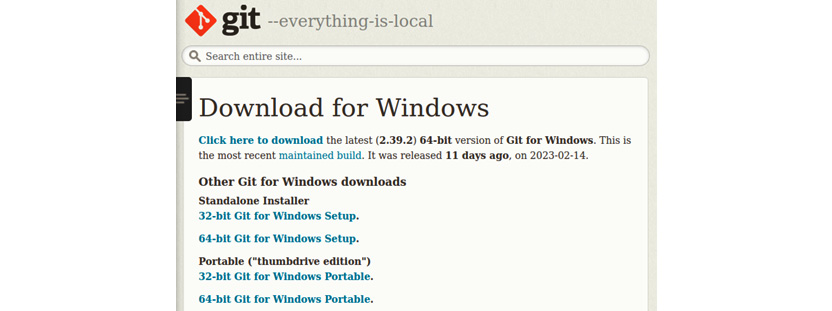 git --everything-is-local
Search entire site...
Download for Windows
Click here to download the latest (2.39.2) 64-bit version of Git for Windows. This is
the most recent maintained build. It was released 11 days ago, on 2023-02-14.
Other Git for Windows downloads
Standalone Installer
32-bit Git for Windows Setup.
64-bit Git for Windows Setup.
Portable ("thumbdrive edition")
32-bit Git for Windows Portable.
64-bit Git for Windows Portable.